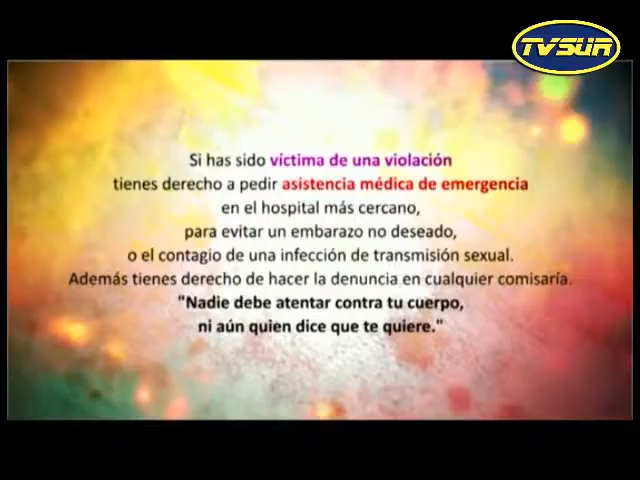 TVSUR
Si has sido víctima de una violación
tienes derecho a pedir asistencia médica de emergencia
en el hospital más cercano,
para evitar un embarazo no deseado,
o el contagio de una infección de transmisión sexual.
Además tienes derecho de hacer la denuncia en cualquier comisaría.
"Nadie debe atentar contra tu cuerpo,
ni aún quien dice que te quiere."